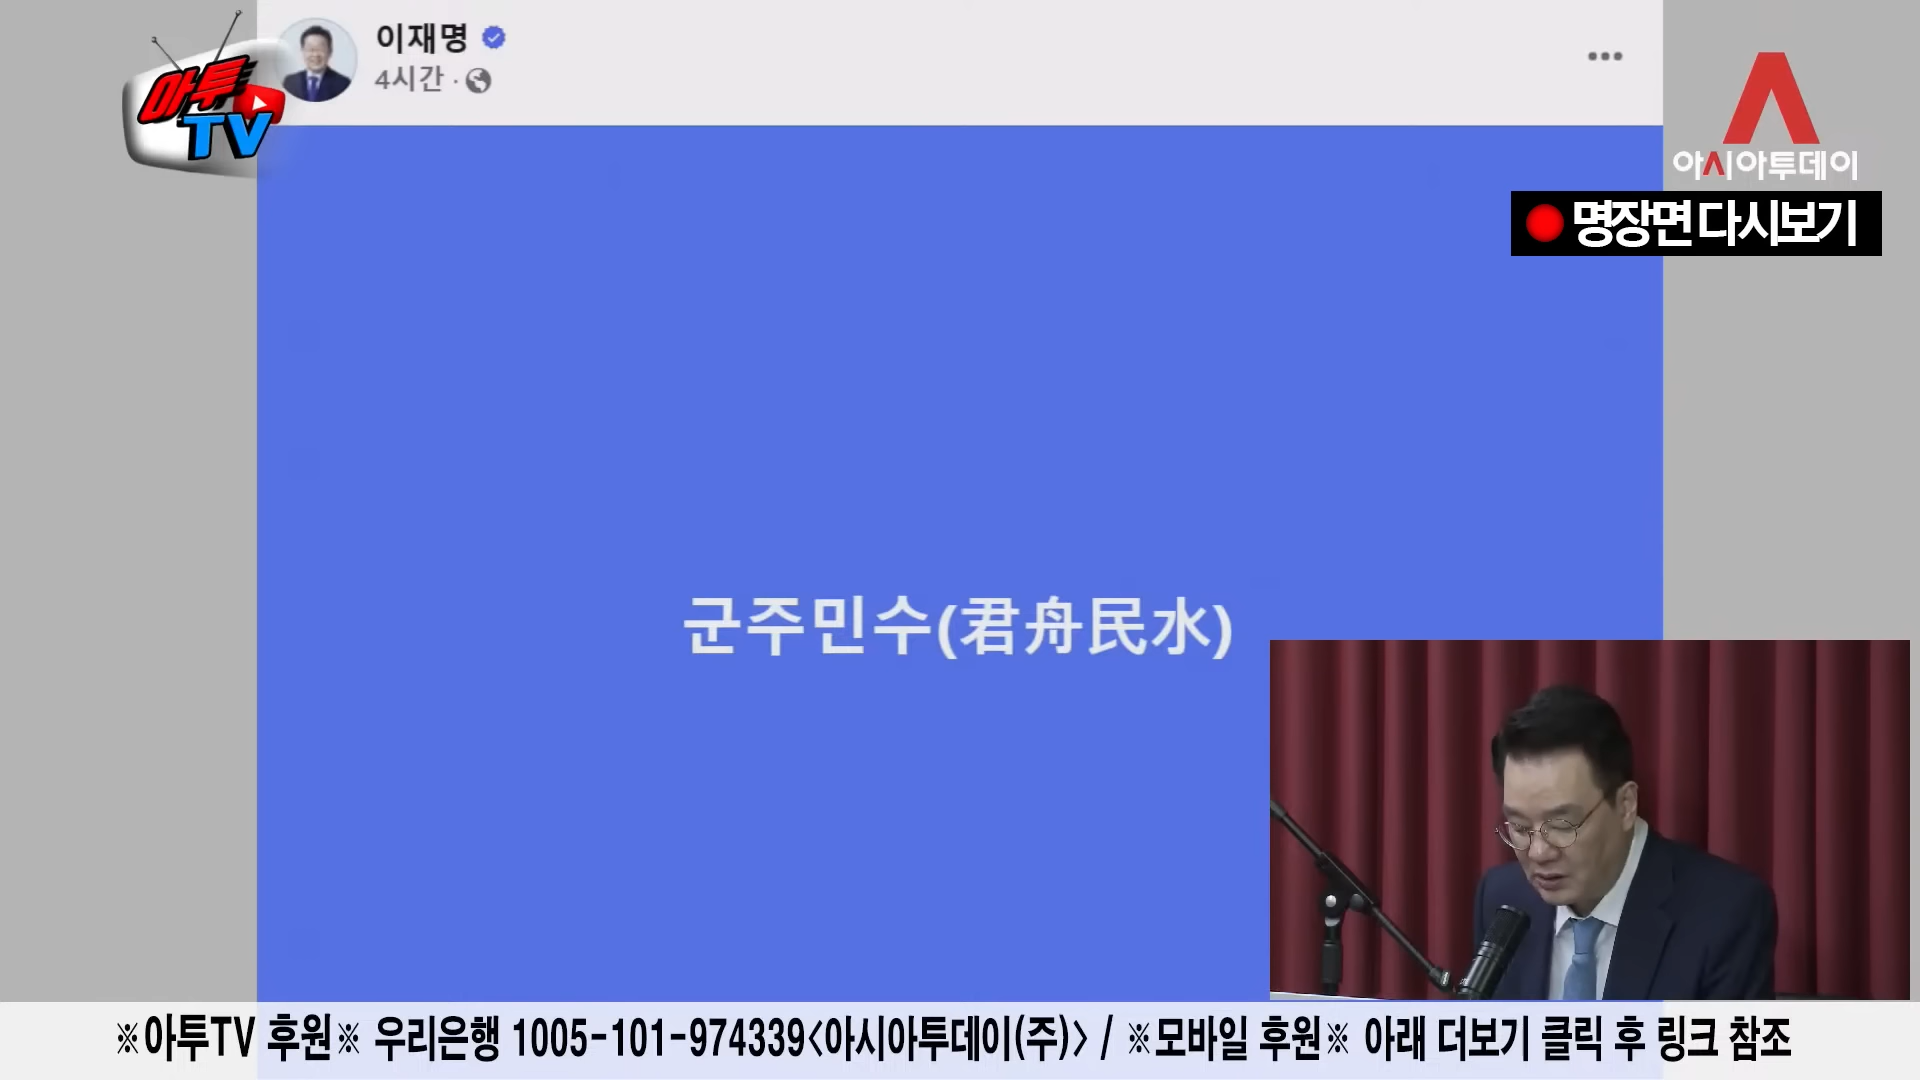 아투
TV
이재명
4시간 ·
아시아투데이
명장면 다시보기
군주민수(君舟民水)
※아투TV 후원※ 우리은행 1005-101-974339<아시아투데이(주)> / ※모바일 후원※ 아래 더보기 클릭 후 링크 참조